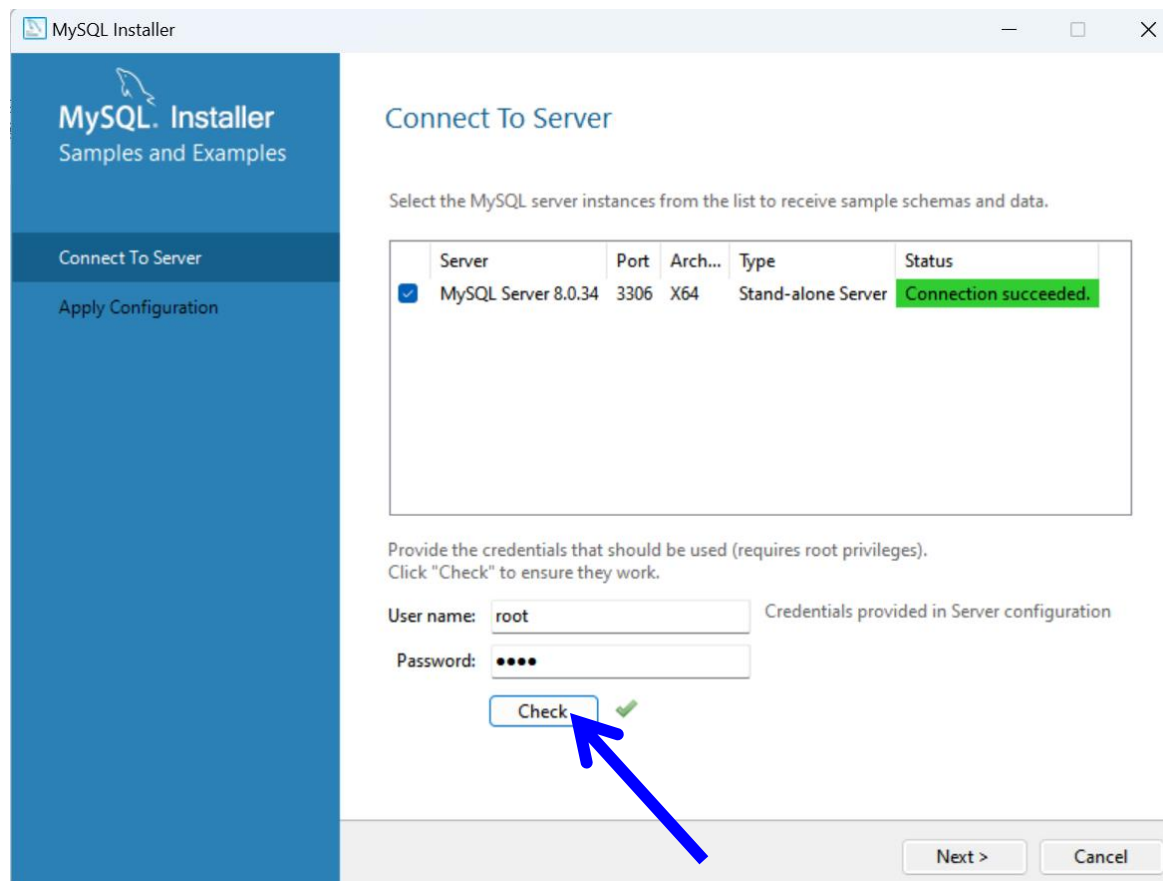 MySQL Installer
MySQL. Installer
Samples and Examples
Connect To Server
Apply Configuration
Connect To Server
Select the MySQL server instances from the list to receive sample schemas and data.
Server Port Arch... Type Status
MySQL Server 8.0.34 3306 X64 Stand-alone Server Connection succeeded.
Provide the credentials that should be used (requires root privileges).
Click "Check" to ensure they work.
User name: root Credentials provided in Server configuration
Password: ●●●●
Check
Next > Cancel